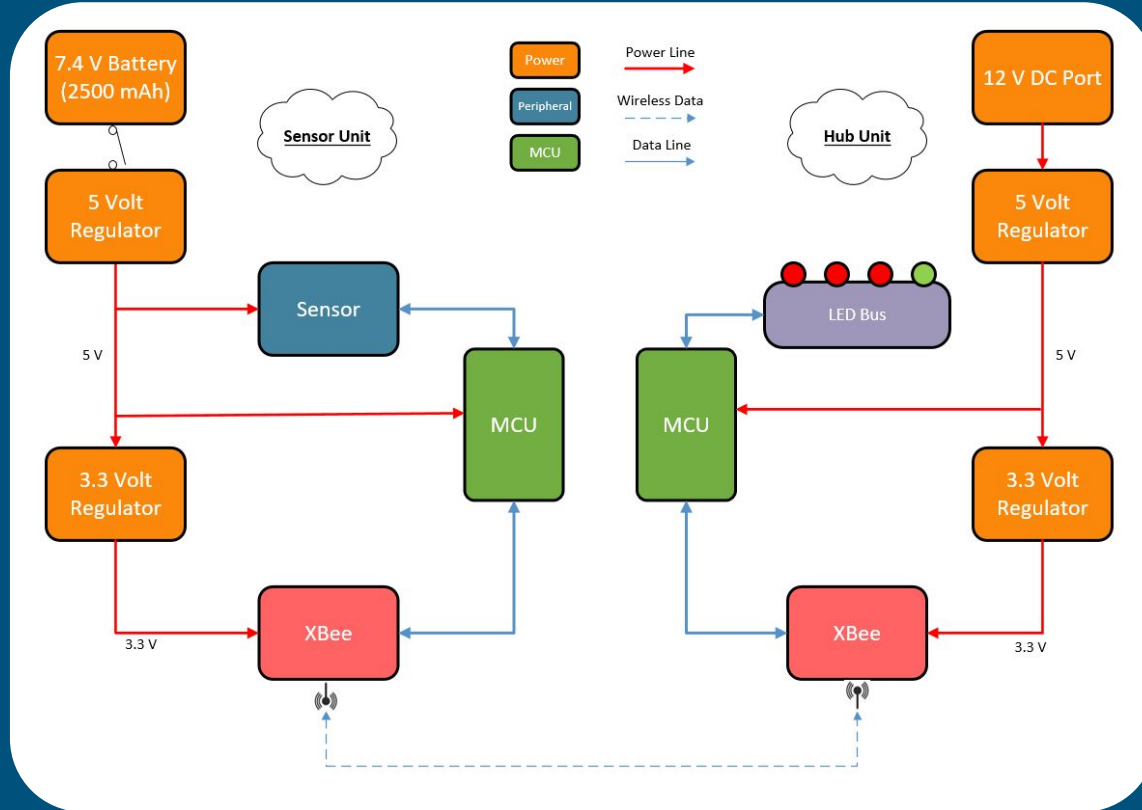 7.4 V Battery
(2500 mAh)
Sensor Unit
Power
Power Line
Peripheral
Wireless Data
MCU
Data Line
Hub Unit
12 V DC Port
5 Volt
Regulator
5 Volt
Regulator
Sensor
LED Bus
5 V
5 V
MCU
MCU
3.3 Volt
Regulator
3.3 Volt
Regulator
XBee
XBee
3.3 V
3.3 V